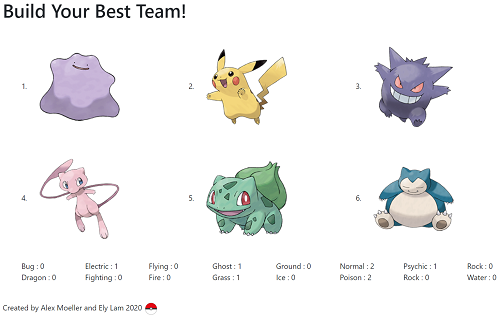 Build Your Best Team!
1.
2.
3.
4.
5.
6.
Bug : 0 Electric : 1 Flying : 0 Ghost : 1 Ground : 0 Normal : 2 Psychic : 1 Rock : 0
Dragon : 0 Fighting : 0 Fire : 0 Grass : 1 Ice : 0 Poison : 2 Rock : 0 Water : 0
Created by Alex Moeller and Ely Lam 2020